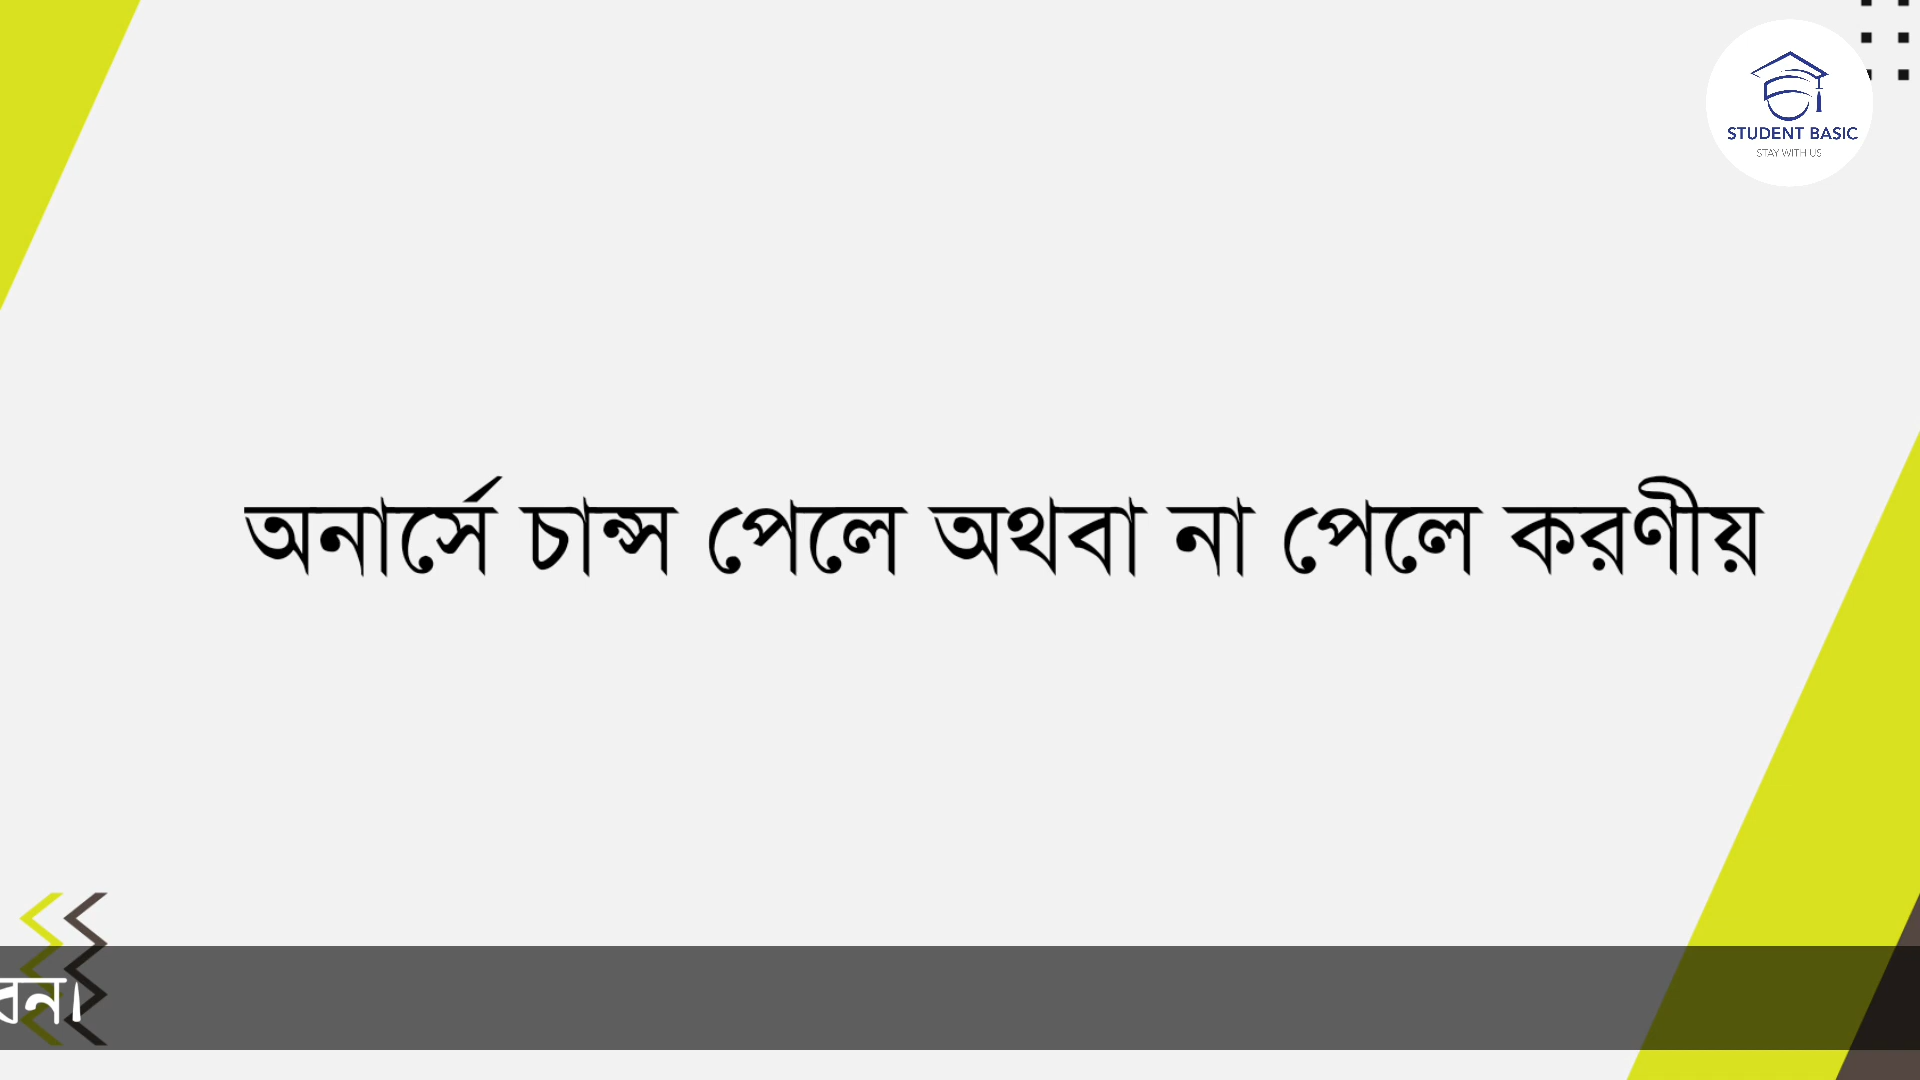 STUDENT BASIC
STAY WITH US
অনার্সে চান্স পেলে অথবা না পেলে করণীয়